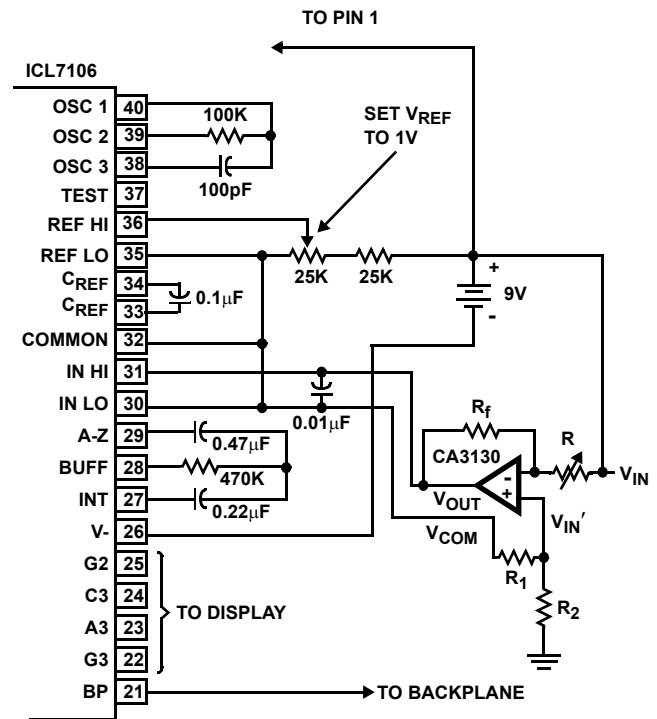 TO PIN 1
ICL7106
OSC 1 40
OSC 2 39
OSC 3 38
TEST 37
REF HI 36
REF LO 35
CREF 34
CREF 33
COMMON 32
IN HI 31
IN LO 30
A-Z 29
BUFF 28
INT 27
V- 26
G2 25
C3 24
A3 23
G3 22
BP 21
100K
100pF
SET VREF
TO 1V
25K
25K
0.1µF
+
9V
-
0.01µF
0.47µF
470K
0.22µF
Rf
R
CA3130
-
+
VIN
VOUT
VIN′
VCOM
R1
R2
TO DISPLAY
TO BACKPLANE